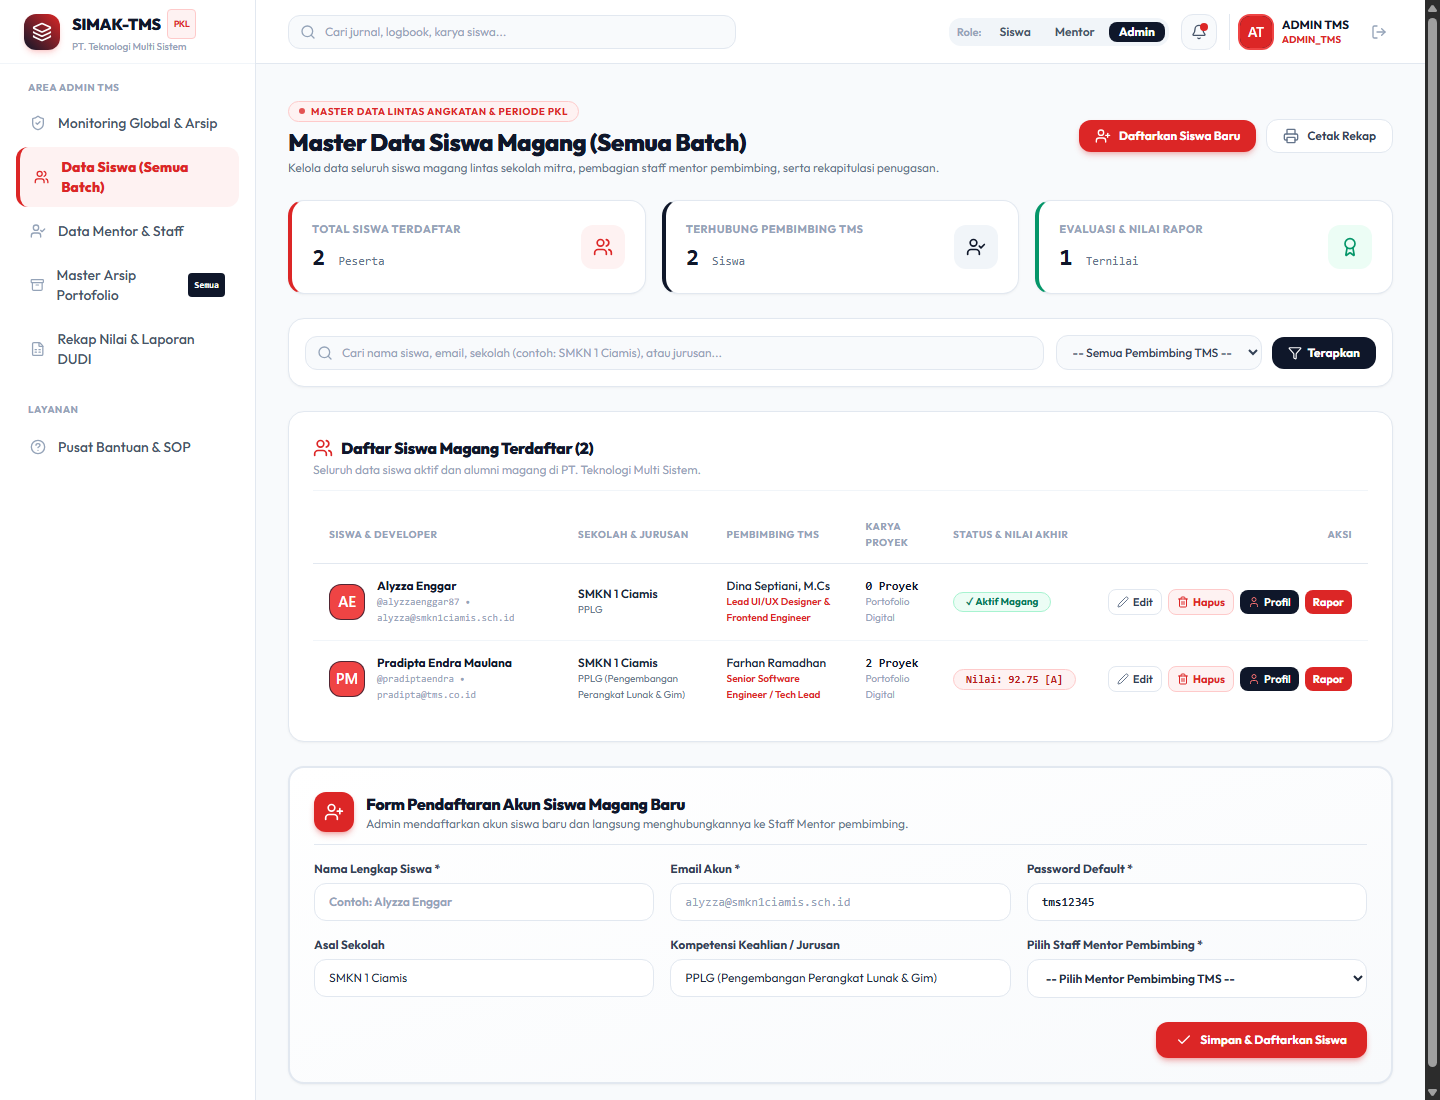 SIMAK-TMS PKL
PT. Teknologi Multi Sistem
Cari jurnal, logbook, karya siswa...
Role: Siswa Mentor Admin
AT
ADMIN TMS
ADMIN_TMS
AREA ADMIN TMS
Monitoring Global & Arsip
Data Siswa (Semua
Batch)
Data Mentor & Staff
Master Arsip
Portofolio
Semua
Rekap Nilai & Laporan
DUDI
LAYANAN
Pusat Bantuan & SOP
MASTER DATA LINTAS ANGKATAN & PERIODE PKL
Master Data Siswa Magang (Semua Batch)
Kelola data seluruh siswa magang lintas sekolah mitra, pembagian staff mentor pembimbing, serta rekapitulasi penugasan.
Daftarkan Siswa Baru
Cetak Rekap
TOTAL SISWA TERDAFTAR
2 Peserta
TERHUBUNG PEMBIMBING TMS
2 Siswa
EVALUASI & NILAI RAPOR
1 Ternilai
Cari nama siswa, email, sekolah (contoh: SMKN 1 Ciamis), atau jurusan...
-- Semua Pembimbing TMS --
Terapkan
Daftar Siswa Magang Terdaftar (2)
Seluruh data siswa aktif dan alumni magang di PT. Teknologi Multi Sistem.
SISWA & DEVELOPER
SEKOLAH & JURUSAN
PEMBIMBING TMS
KARYA
PROYEK
STATUS & NILAI AKHIR
AKSI
AE
Alyzza Enggar
@alyzzaenggar87 •
alyzza@smkn1ciamis.sch.id
SMKN 1 Ciamis
PPLG
Dina Septiani, M.Cs
Lead UI/UX Designer &
Frontend Engineer
0 Proyek
Portofolio
Digital
✓ Aktif Magang
Edit
Hapus
Profil
Rapor
PM
Pradipta Endra Maulana
@pradiptaendra •
pradipta@tms.co.id
SMKN 1 Ciamis
PPLG (Pengembangan
Perangkat Lunak & Gim)
Farhan Ramadhan
Senior Software
Engineer / Tech Lead
2 Proyek
Portofolio
Digital
Nilai: 92.75 [A]
Edit
Hapus
Profil
Rapor
Form Pendaftaran Akun Siswa Magang Baru
Admin mendaftarkan akun siswa baru dan langsung menghubungkannya ke Staff Mentor pembimbing.
Nama Lengkap Siswa *
Contoh: Alyzza Enggar
Email Akun *
alyzza@smkn1ciamis.sch.id
Password Default *
tms12345
Asal Sekolah
SMKN 1 Ciamis
Kompetensi Keahlian / Jurusan
PPLG (Pengembangan Perangkat Lunak & Gim)
Pilih Staff Mentor Pembimbing *
-- Pilih Mentor Pembimbing TMS --
Simpan & Daftarkan Siswa